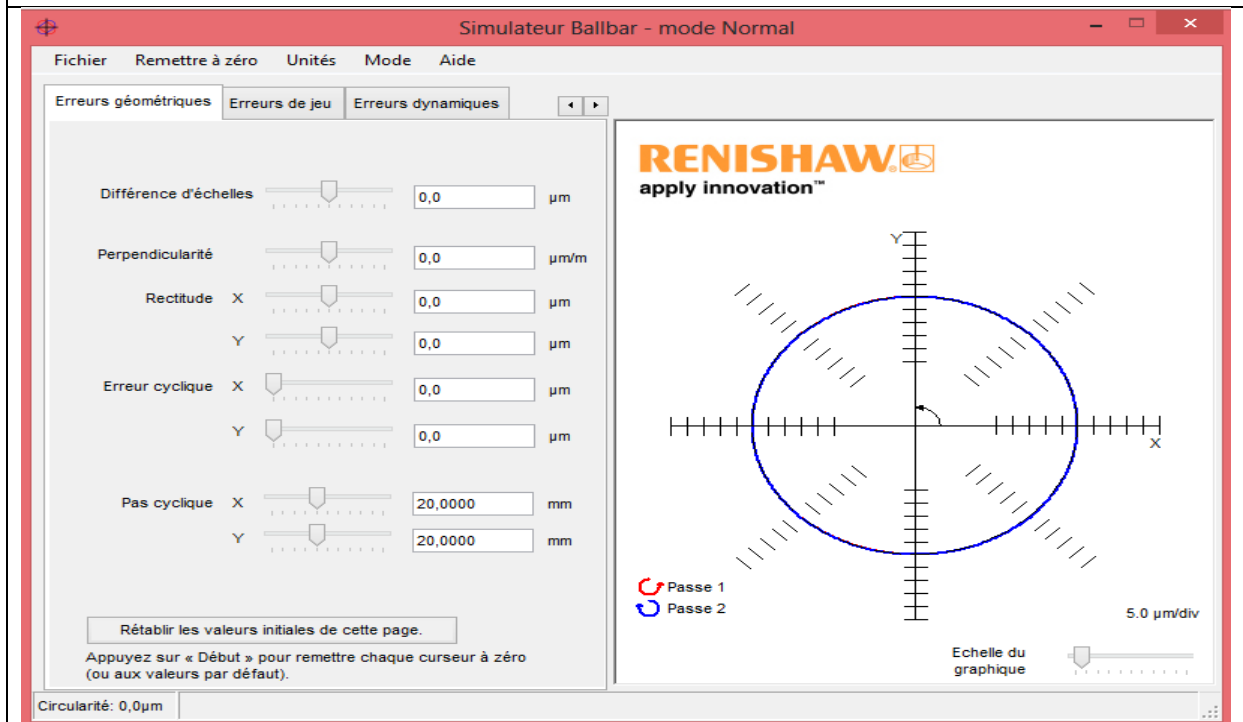 Simulateur Ballbar - mode Normal
Fichier Remettre à zéro Unités Mode Aide
Erreurs géométriques Erreurs de jeu Erreurs dynamiques
Différence d'échelles 0,0 µm
Perpendicularité 0,0 µm/m
Rectitude X 0,0 µm
Y 0,0 µm
Erreur cyclique X 0,0 µm
Y 0,0 µm
Pas cyclique X 20,0000 mm
Y 20,0000 mm
Rétablir les valeurs initiales de cette page.
Appuyez sur « Début » pour remettre chaque curseur à zéro
(ou aux valeurs par défaut).
RENISHAW.
apply innovation™
Y
X
Passe 1
Passe 2
5.0 µm/div
Echelle du
graphique
Circularité: 0,0µm